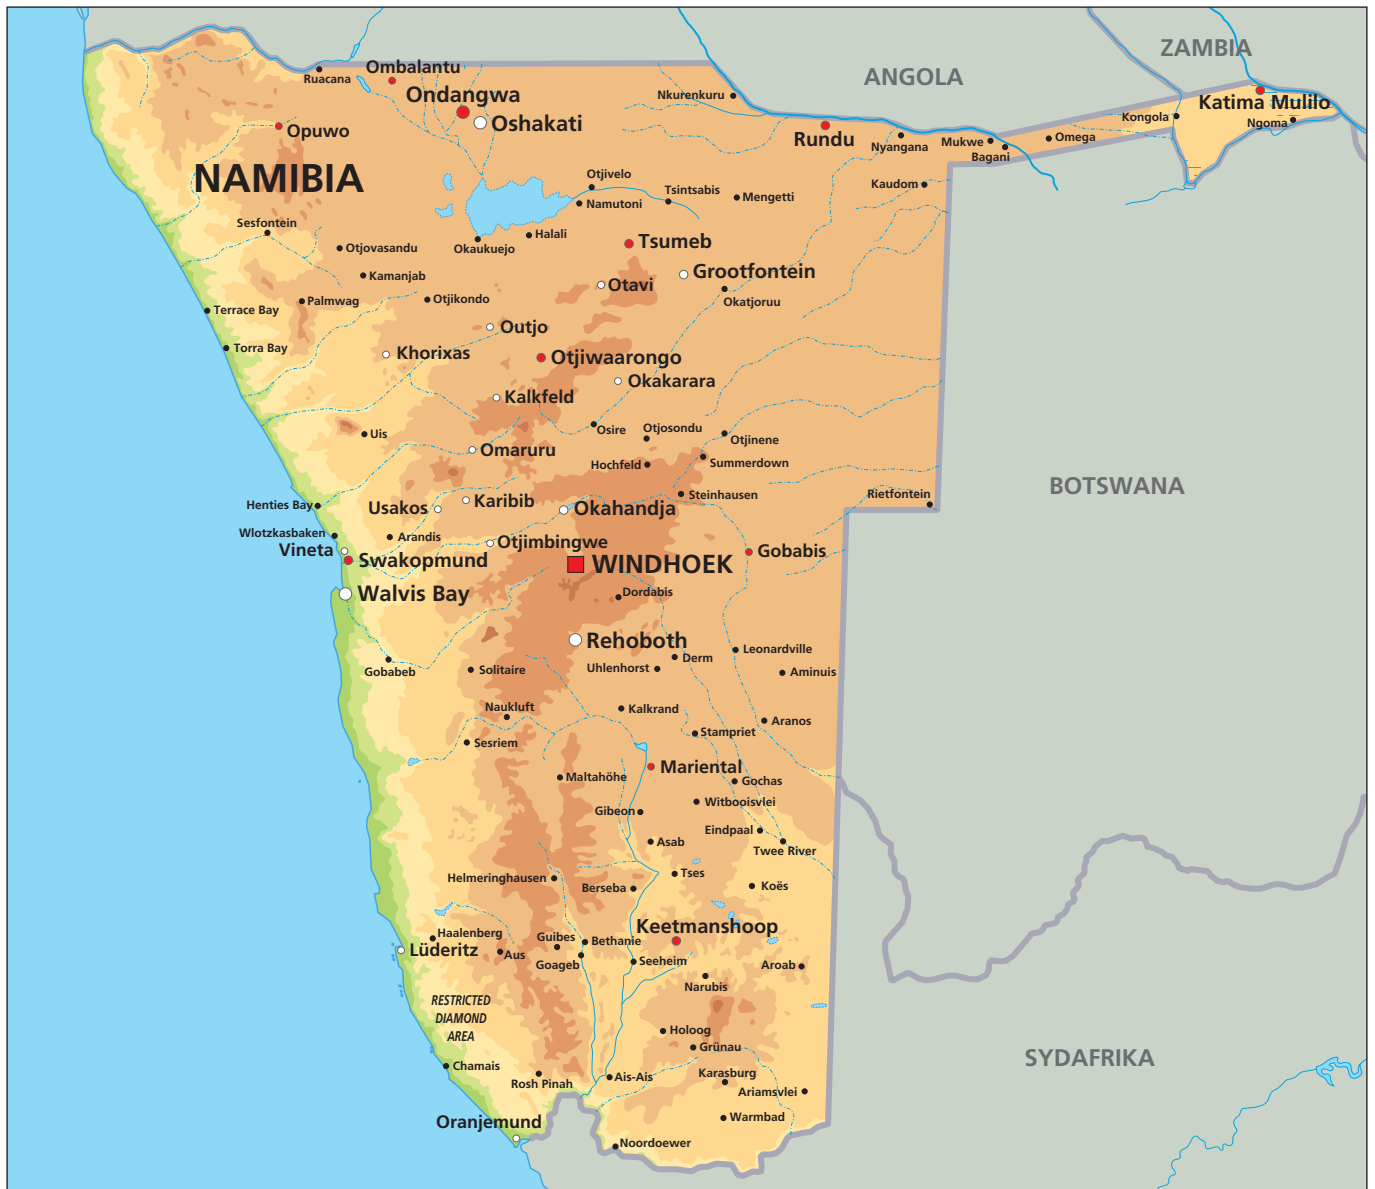 ZAMBIA
ANGOLA
Ombalantu
Ruacana
Ondangwa
Nkurenkuru
Katima Mulilo
Oshakati
Kongola
Ngoma
Opuwo
Rundu
Nyangana
Mukwe
Omega
Bagani
NAMIBIA
Otjivelo
Tsintsabis
Mengetti
Kaudom
Namutoni
Sesfontein
Halali
Otjovasandu
Okaukuejo
Tsumeb
Kamanjab
Grootfontein
Otavi
Palmwag
Otjikondo
Okatjoruu
Terrace Bay
Outjo
Torra Bay
Khorixas
Otjiwaarongo
Okakarara
Kalkfeld
Uis
Osire
Otjosondu
Otjinene
Omaruru
Hochfeld
Summerdown
BOTSWANA
Henties Bay
Usakos
Karibib
Okahandja
Steinhausen
Rietfontein
Wlotzkasbaken
Arandis
Otjimbingwe
Vineta
Swakopmund
WINDHOEK
Gobabis
Walvis Bay
Dordabis
Rehoboth
Leonardville
Gobabeb
Solitaire
Uhlenhorst
Derm
Aminuis
Naukluft
Kalkrand
Aranos
Stampriet
Sesriem
Mariental
Maltahöhe
Gochas
Gibeon
Witbooisvlei
Eindpaal
Asab
Twee River
Helmeringhausen
Berseba
Tses
Koës
Keetmanshoop
Haalenberg
Lüderitz
Aus
Guibes
Bethanie
Goageb
Seeheim
Aroab
Narubis
RESTRICTED
DIAMOND
AREA
Holoog
Grünau
SYDAFRIKA
Chamais
Rosh Pinah
Ais-Ais
Karasburg
Ariamsvlei
Oranjemund
Warmbad
Noordoewer